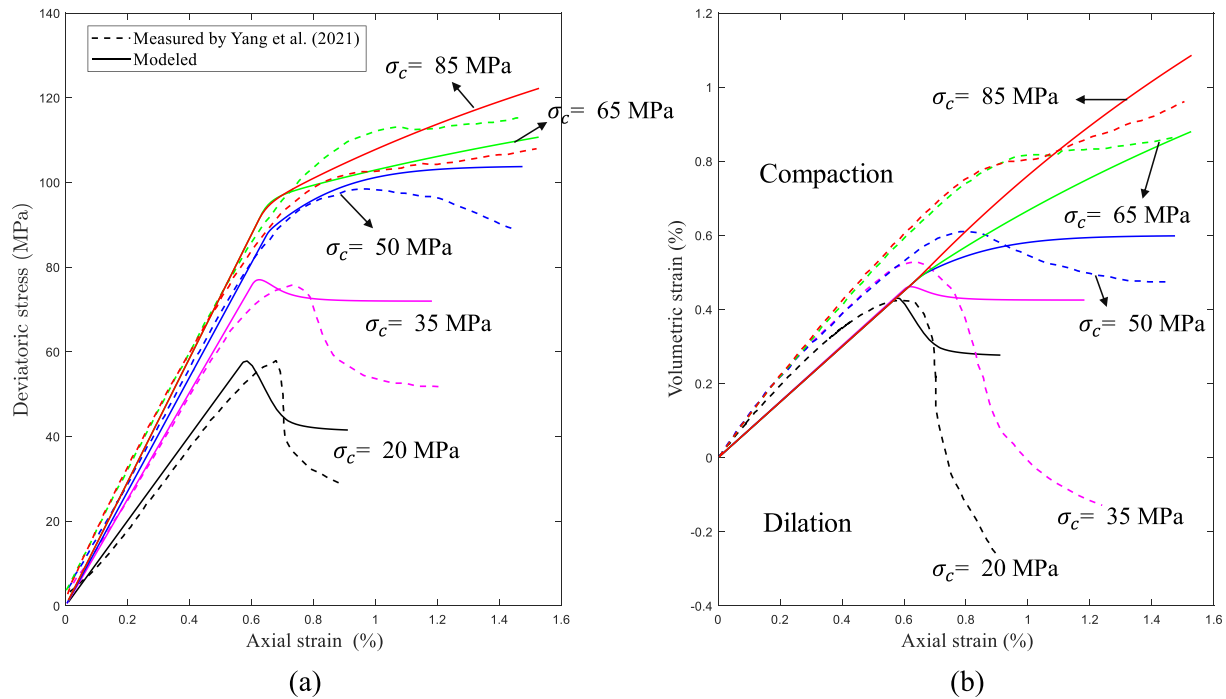 Measured by Yang et al. (2021)
Modeled
σc= 85 MPa
σc= 65 MPa
σc= 50 MPa
σc= 35 MPa
σc= 20 MPa
140
120
100
80
60
40
20
0
Deviatoric stress (MPa)
0 0.2 0.4 0.6 0.8 1 1.2 1.4 1.6
Axial strain (%)
(a)
1.2
1
0.8
0.6
0.4
0.2
0
-0.2
-0.4
Volumetric strain (%)
σc= 85 MPa
Compaction
σc= 65 MPa
σc= 50 MPa
Dilation
σc= 35 MPa
σc= 20 MPa
0 0.2 0.4 0.6 0.8 1 1.2 1.4 1.6
Axial strain (%)
(b)